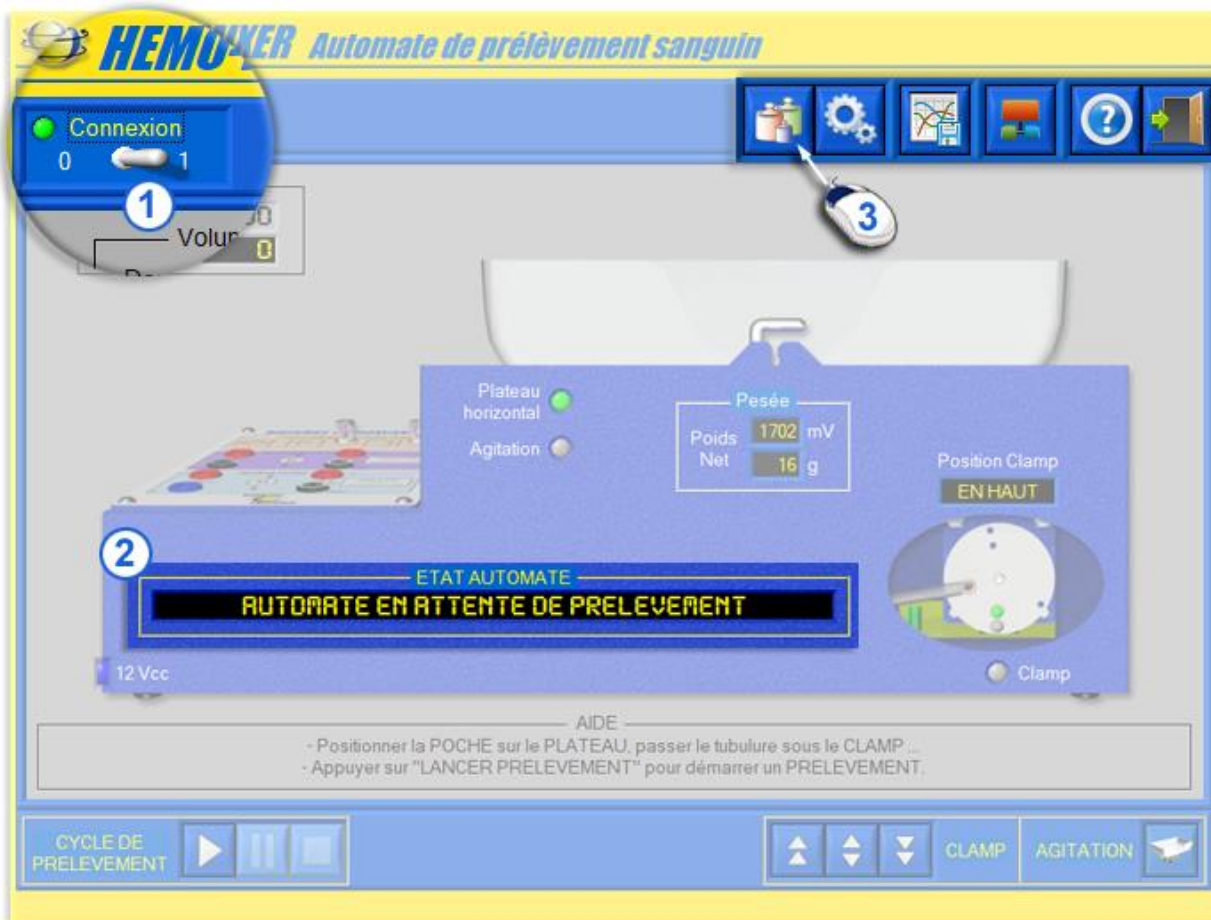 HEMO XER Automate de prélèvement sanguin
Connexion
0 1
1
3
Volu
0
Plateau
horizontal
Agitation
Pesée
Poids
Net
1702 mV
16 g
Position Clamp
EN HAUT
2
ETAT AUTOMATE
AUTOMATE EN ATTENTE DE PRELEVEMENT
12 Vcc
Clamp
AIDE
- Positionner la POCHE sur le PLATEAU, passer le tubulure sous le CLAMP ...
- Appuyer sur "LANCER PRELEVEMENT" pour démarrer un PRELEVEMENT.
CYCLE DE
PRELEVEMENT
CLAMP
AGITATION